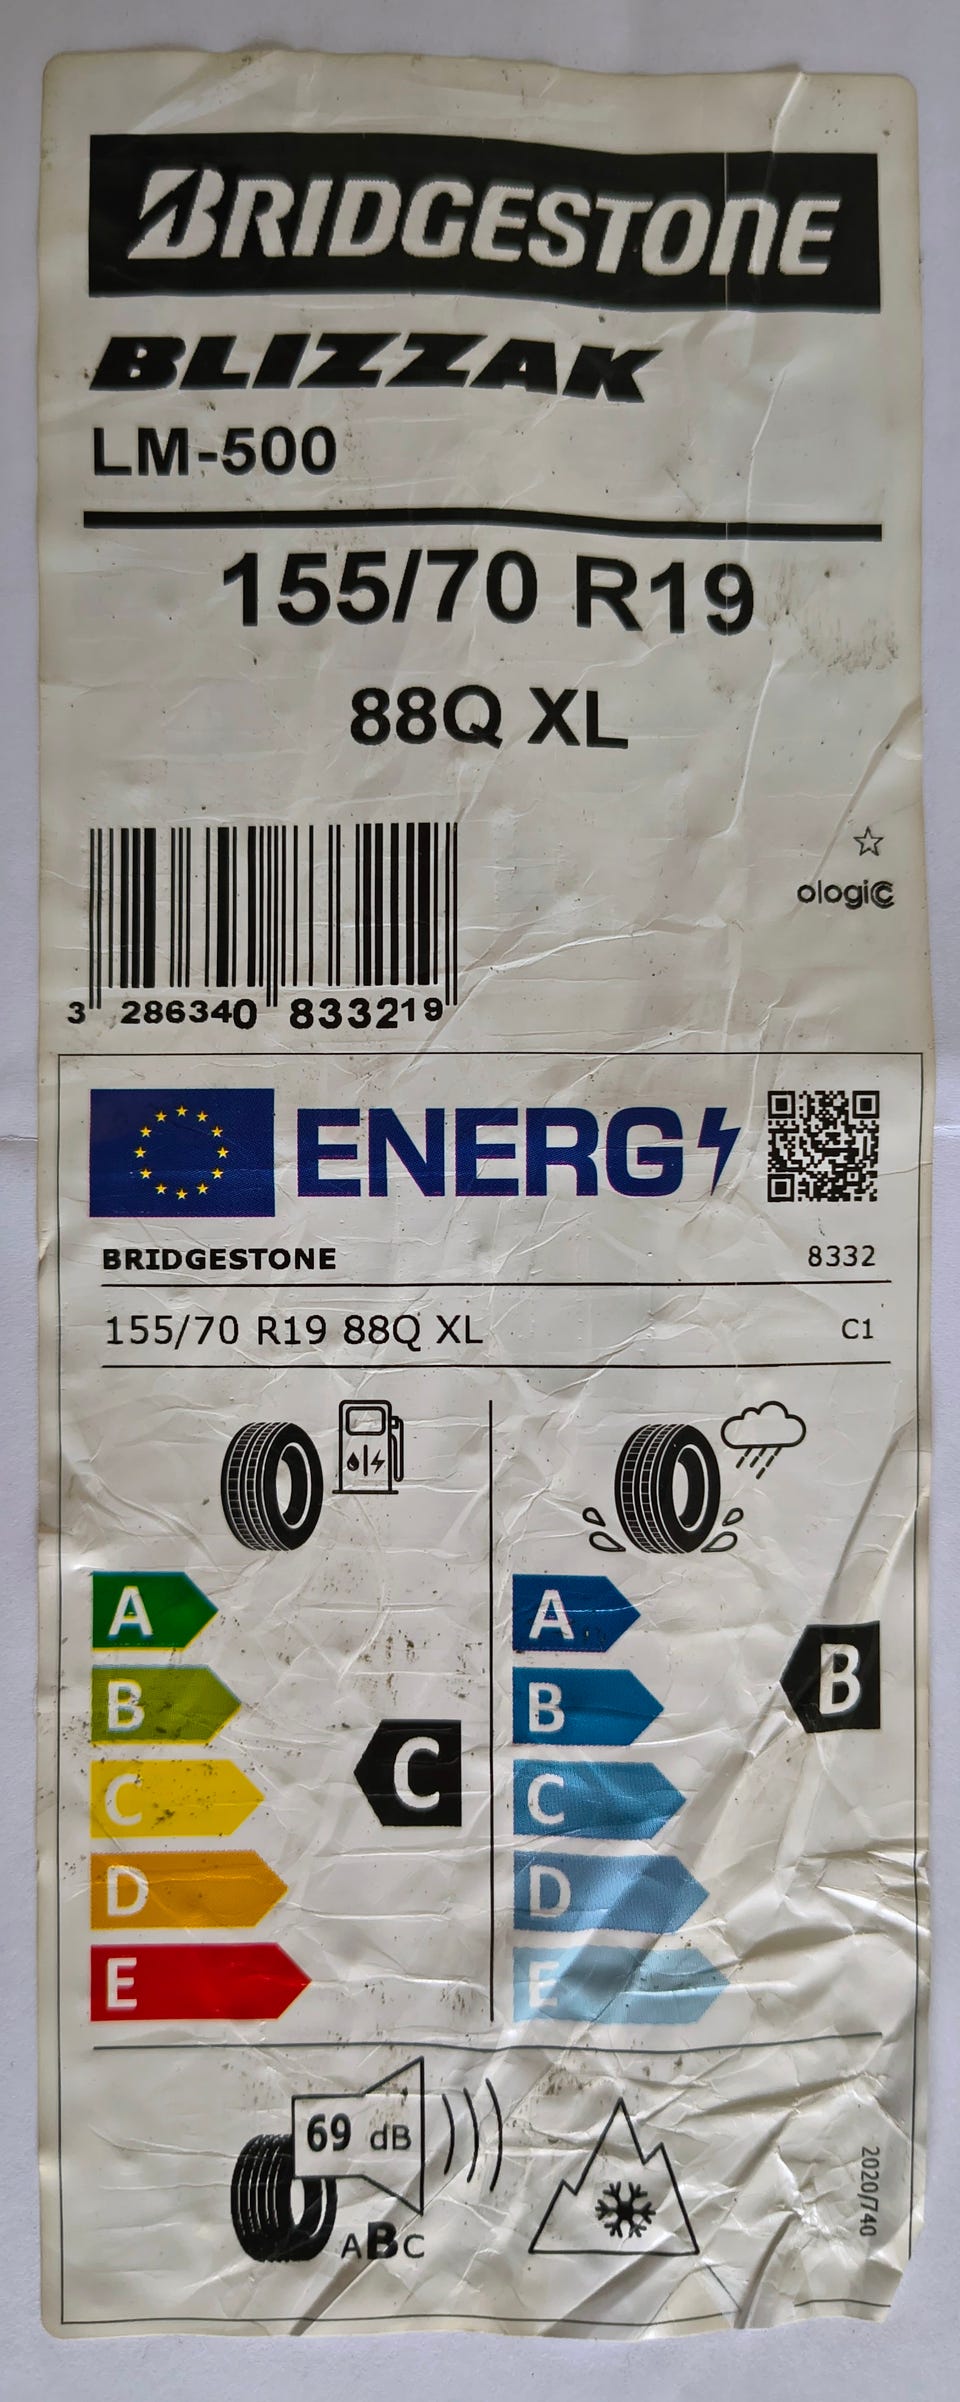 BRIDGESTONE
BLIZZAK
LM-500
155/70 R19
88Q XL
☆
ologic
3 286340 833219
ENERG
BRIDGESTONE 8332
155/70 R19 88Q XL C1
A A
B B B
C C C
D D
E E
69 dB
ABC
2020/740